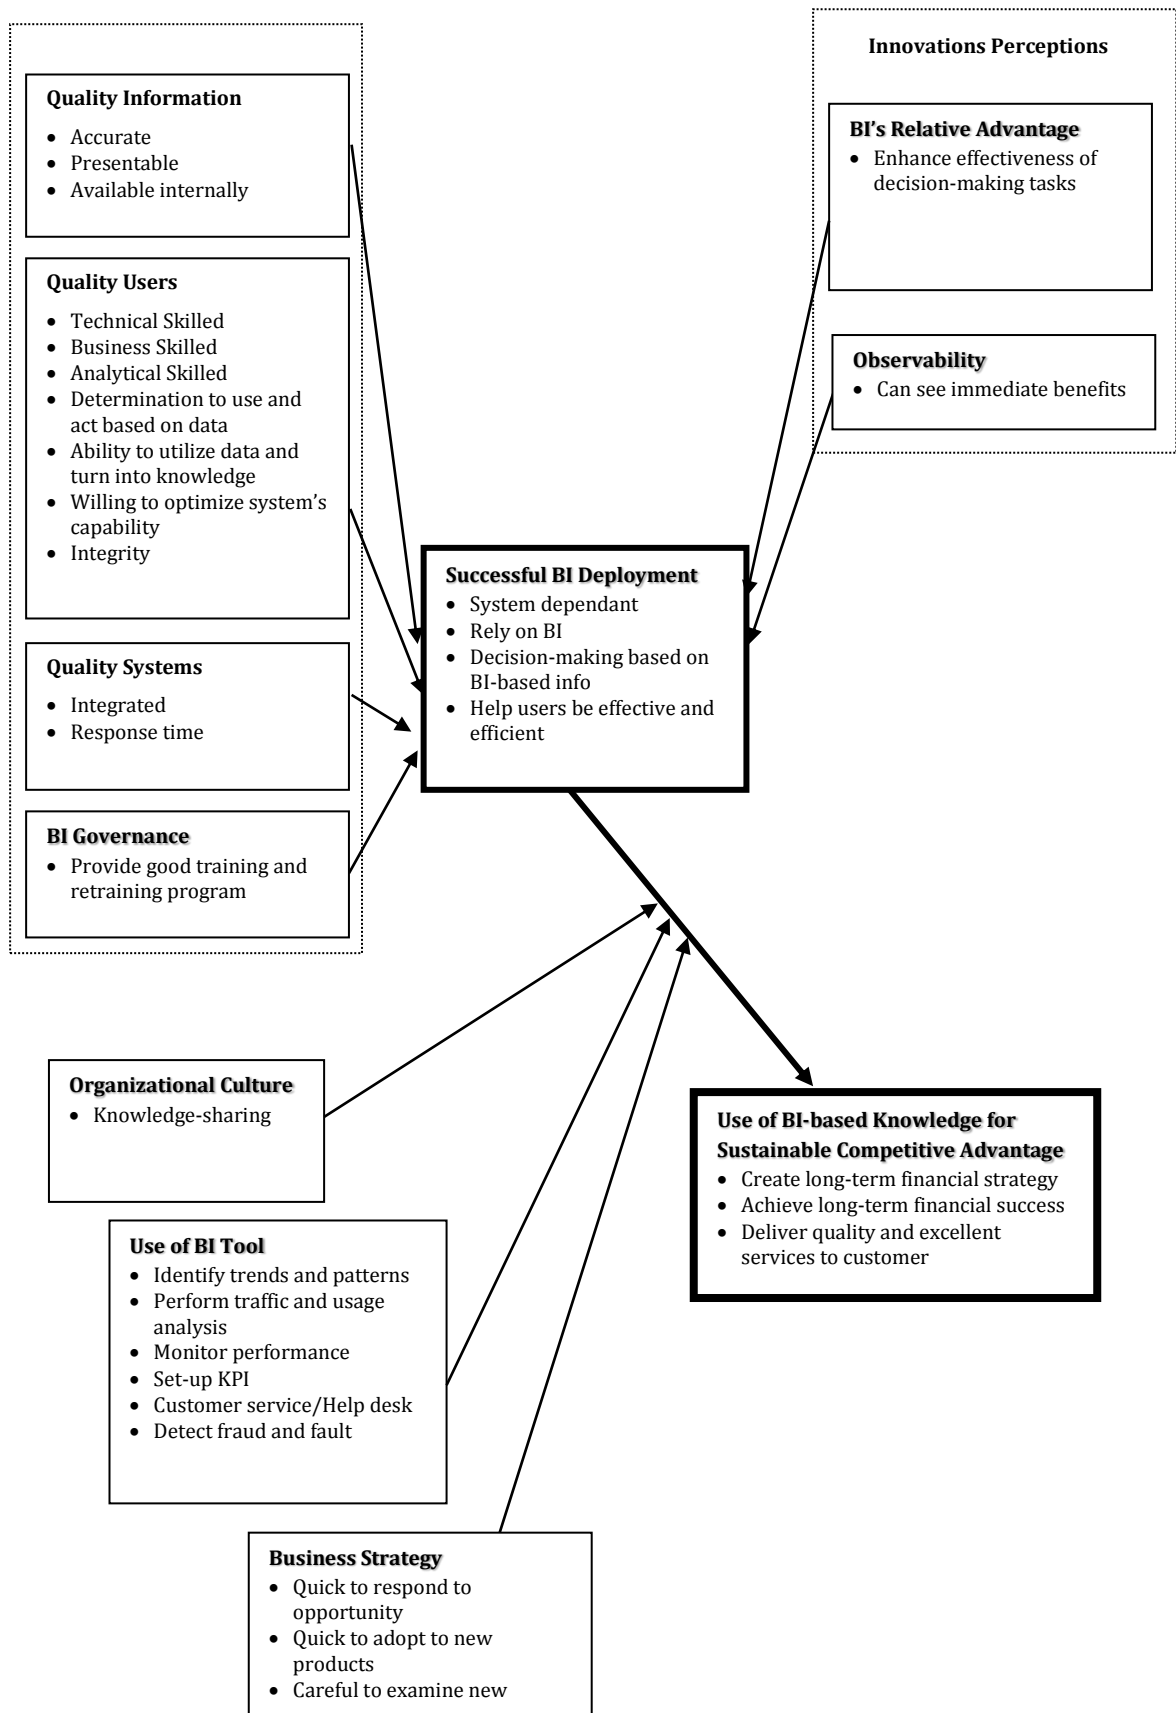 Quality Information
• Accurate
• Presentable
• Available internally
Quality Users
• Technical Skilled
• Business Skilled
• Analytical Skilled
• Determination to use and
act based on data
• Ability to utilize data and
turn into knowledge
• Willing to optimize system's
capability
• Integrity
Quality Systems
• Integrated
• Response time
BI Governance
• Provide good training and
retraining program
Innovations Perceptions
BI's Relative Advantage
• Enhance effectiveness of
decision-making tasks
Observability
• Can see immediate benefits
Successful BI Deployment
• System dependant
• Rely on BI
• Decision-making based on
BI-based info
• Help users be effective and
efficient
Organizational Culture
• Knowledge-sharing
Use of BI Tool
• Identify trends and patterns
• Perform traffic and usage
analysis
• Monitor performance
• Set-up KPI
• Customer service/Help desk
• Detect fraud and fault
Business Strategy
• Quick to respond to
opportunity
• Quick to adopt to new
products
• Careful to examine new
Use of BI-based Knowledge for
Sustainable Competitive Advantage
• Create long-term financial strategy
• Achieve long-term financial success
• Deliver quality and excellent
services to customer